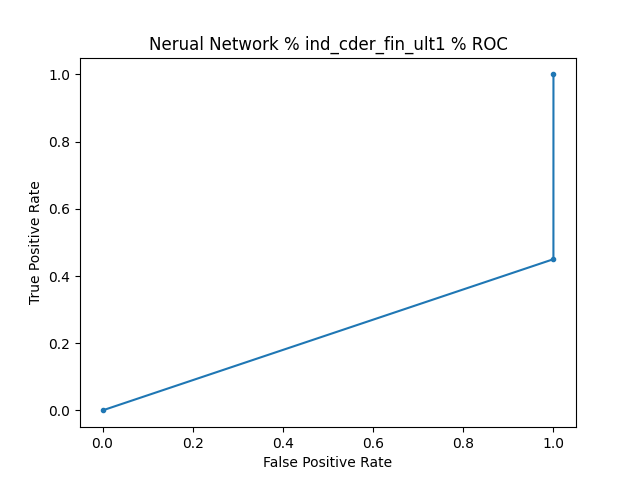 Nerual Network % ind_cder_fin_ult1 % ROC
1.0
0.8
0.6
0.4
0.2
0.0
True Positive Rate
0.0 0.2 0.4 0.6 0.8 1.0
False Positive Rate